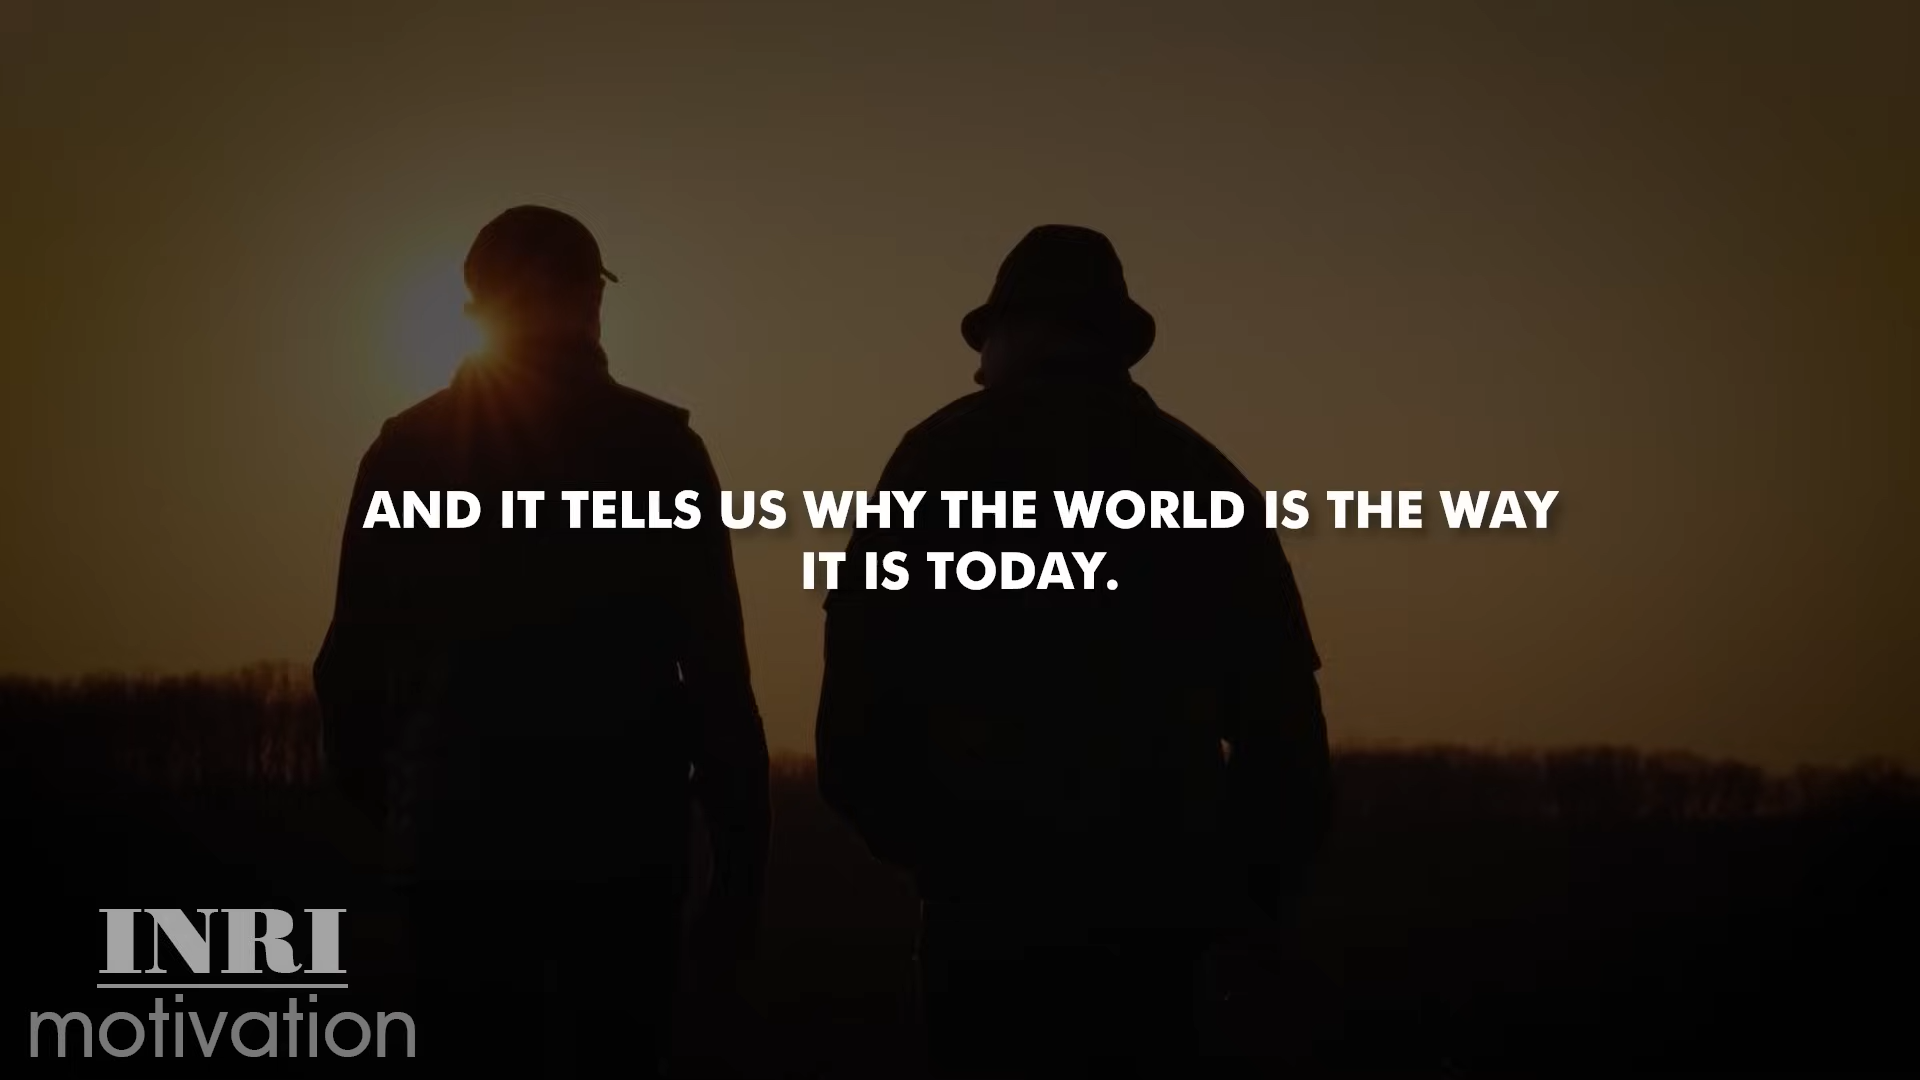 AND IT TELLS US WHY THE WORLD IS THE WAY
IT IS TODAY.
INRI
motivation